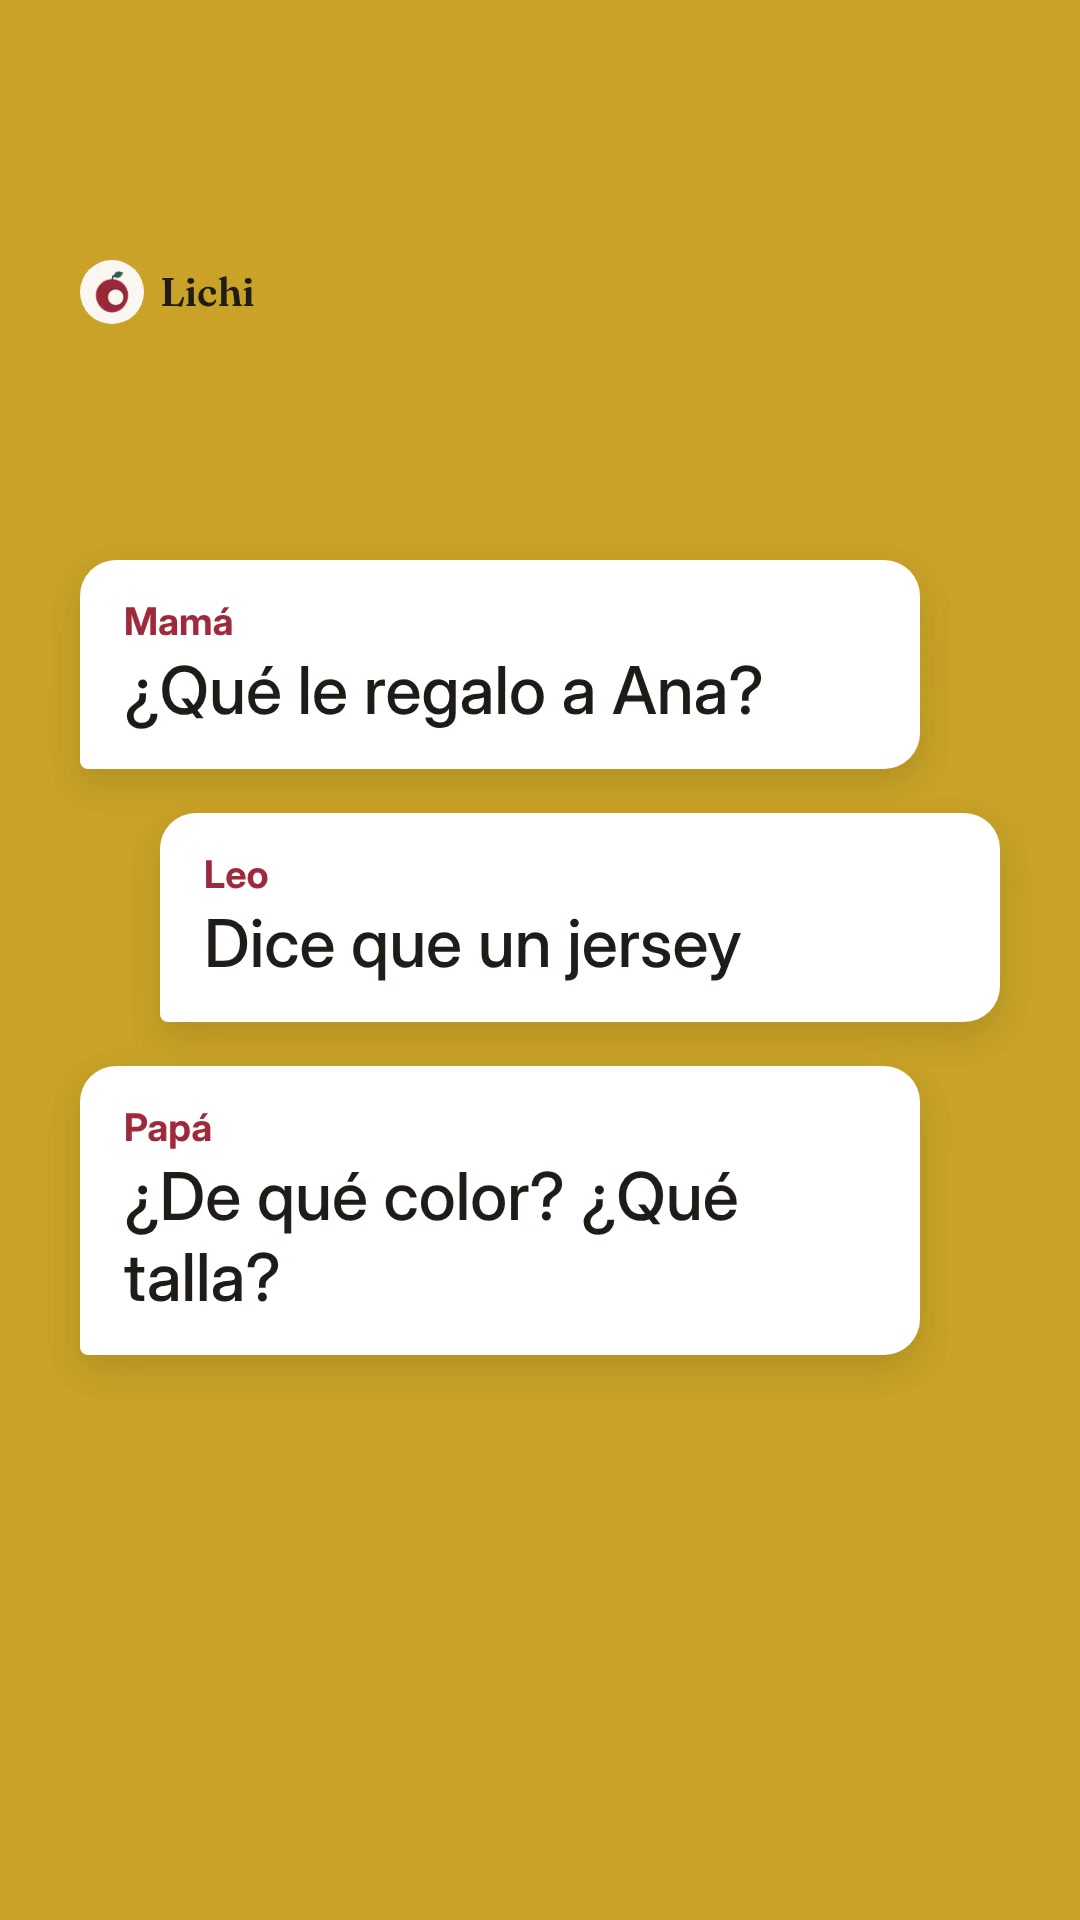 Lichi
Mamá
¿Qué le regalo a Ana?
Leo
Dice que un jersey
Papá
¿De qué color? ¿Qué
talla?